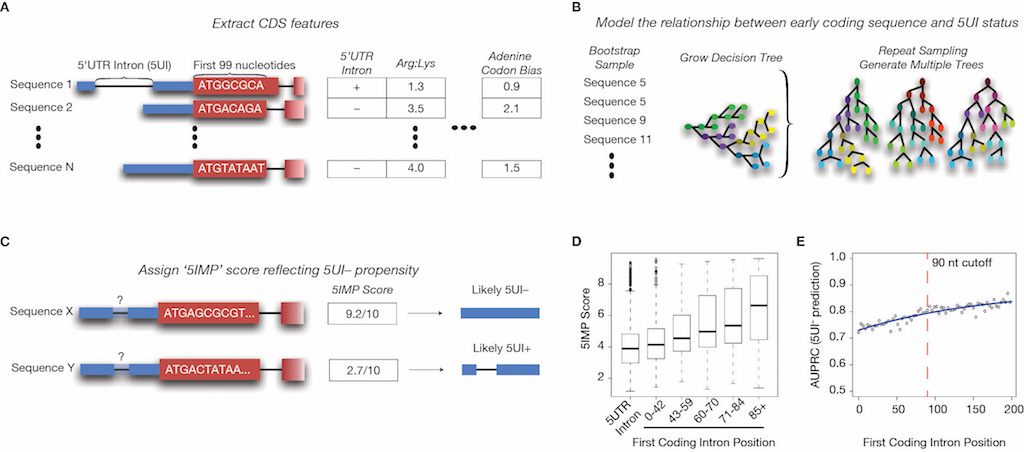 A
Extract CDS features
5'UTR Intron (5UI)
First 99 nucleotides
5'UTR
Intron
Arg:Lys
Adenine
Codon Bias
Sequence 1
ATGGCGCA
+
1.3
0.9
Sequence 2
ATGACAGA
–
3.5
2.1
Sequence N
ATGTATAAT
–
4.0
1.5
B
Model the relationship between early coding sequence and 5UI status
Bootstrap
Sample
Grow Decision Tree
Repeat Sampling
Generate Multiple Trees
Sequence 5
Sequence 5
Sequence 9
Sequence 11
C
Assign ‘5IMP’ score reflecting 5UI– propensity
5IMP Score
Sequence X
?
ATGAGCGCGT...
9.2/10
Likely 5UI–
Sequence Y
?
ATGACTATAA...
2.7/10
Likely 5UI+
D
5IMP Score
8
6
4
2
5UTR
Intron
0-42
43-59
60-70
71-84
85+
First Coding Intron Position
E
90 nt cutoff
AUPRC (5UI- prediction)
1.0
0.9
0.8
0.7
0.6
0.5
0
50
100
150
200
First Coding Intron Position